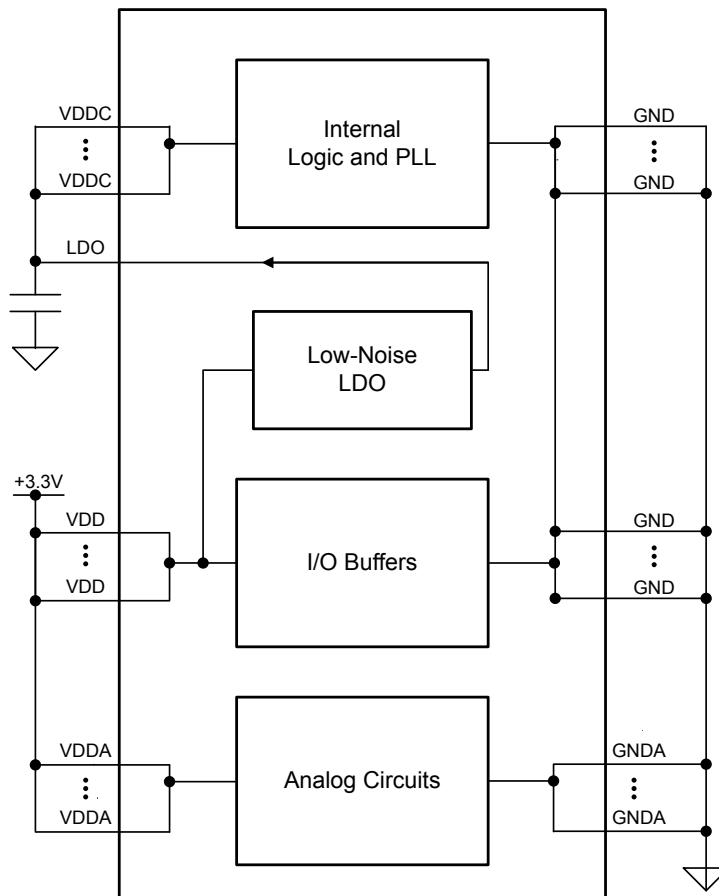 VDDC
VDDC
Internal
Logic and PLL
GND
GND
LDO
Low-Noise
LDO
+3.3V
VDD
VDD
I/O Buffers
GND
GND
VDDA
VDDA
Analog Circuits
GNDA
GNDA